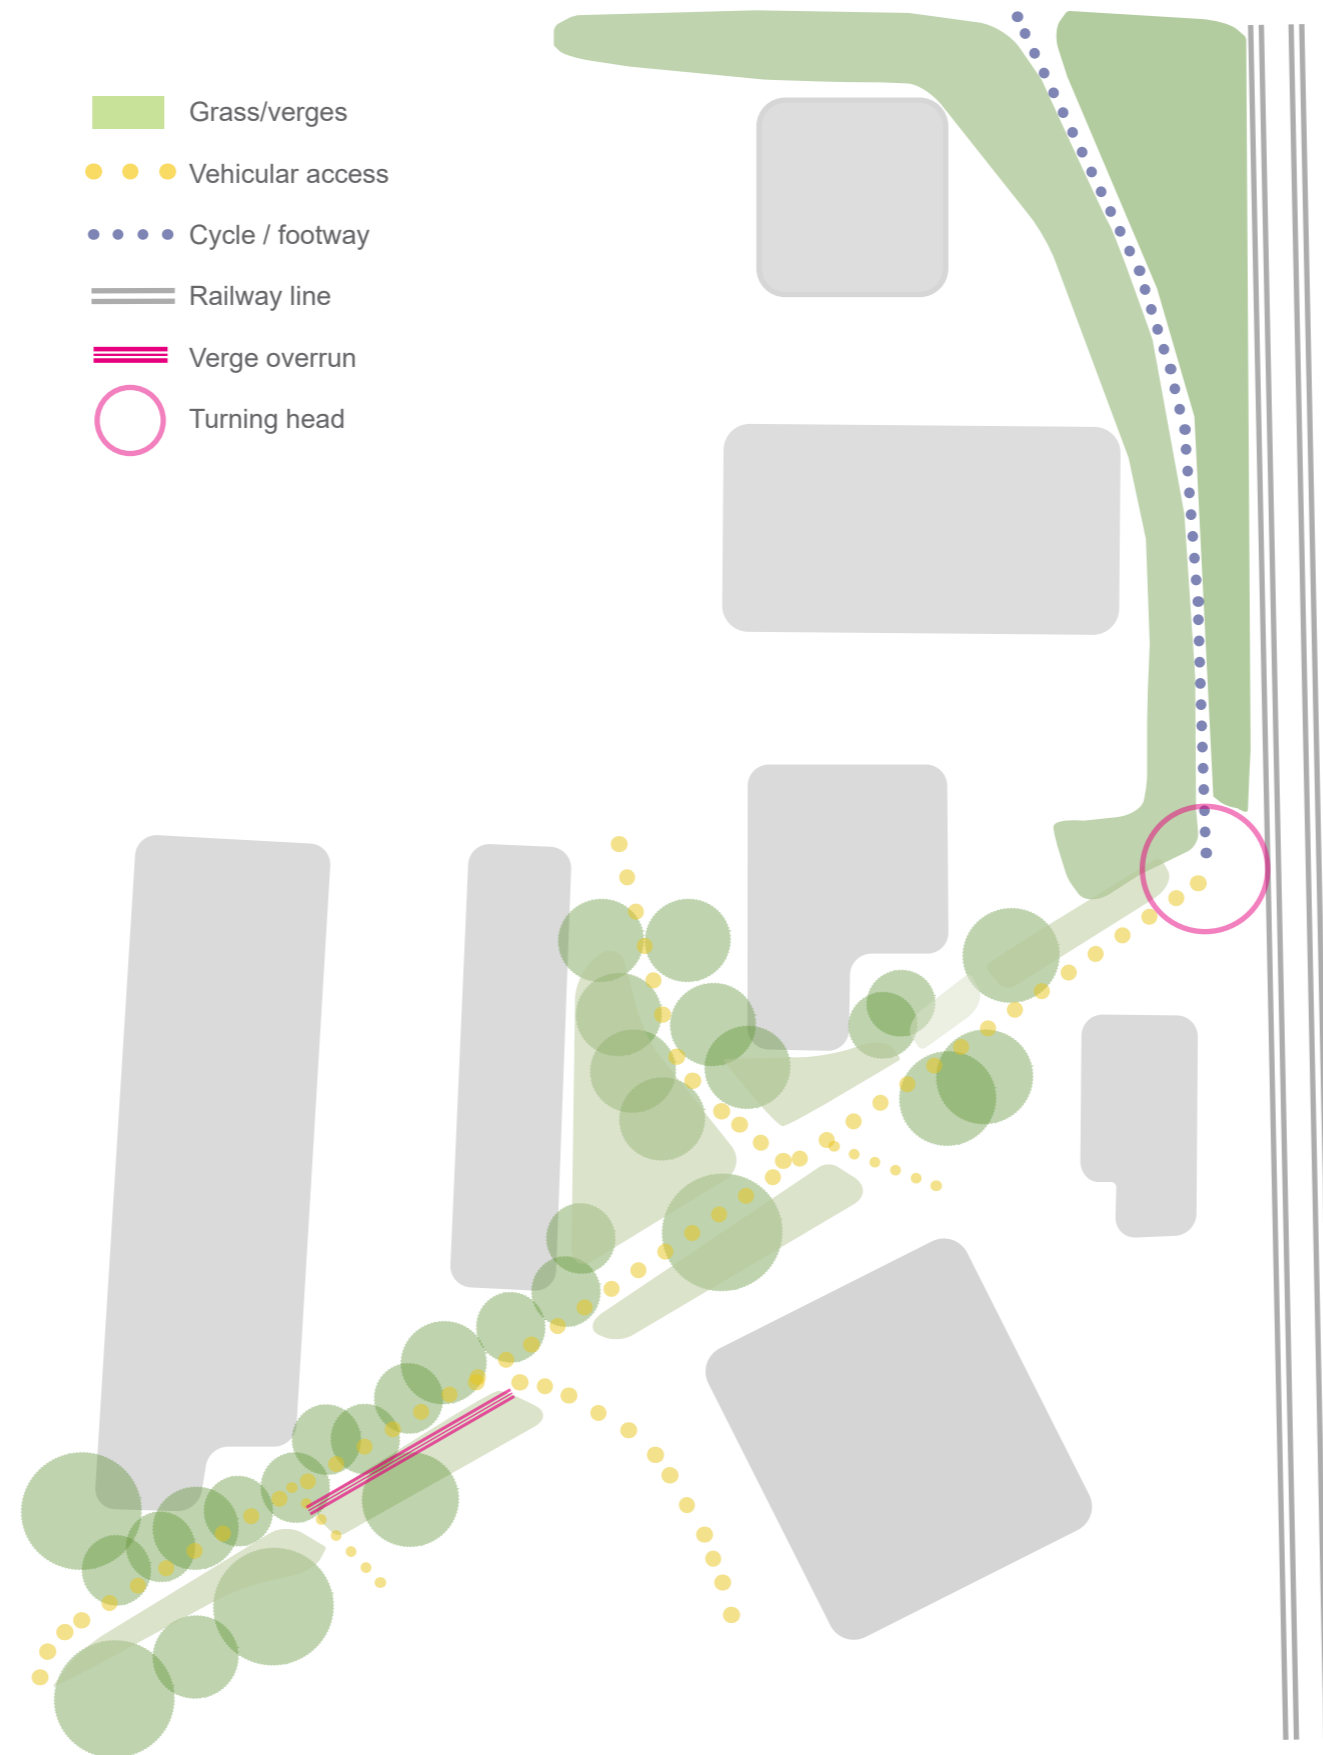 Grass/verges
Vehicular access
Cycle / footway
Railway line
Verge overrun
Turning head